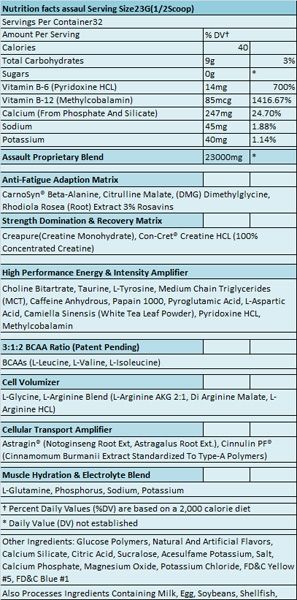 Nutrition facts assaul Serving Size23G(1/2Scoop)
Servings Per Container32
Amount Per Serving % DV†
Calories 40
Total Carbohydrates 9g 3%
Sugars 0g *
Vitamin B-6 (Pyridoxine HCL) 14mg 700%
Vitamin B-12 (Methylcobalamin) 85mcg 1416.67%
Calcium (From Phosphate And Silicate) 247mg 24.70%
Sodium 45mg 1.88%
Potassium 40mg 1.14%
Assault Proprietary Blend 23000mg *
Anti-Fatigue Adaption Matrix
CarnoSyn® Beta-Alanine, Citrulline Malate, (DMG) Dimethylglycine,
Rhodiola Rosea (Root) Extract 3% Rosavins
Strength Domination & Recovery Matrix
Creapure(Creatine Monohydrate), Con-Cret® Creatine HCL (100%
Concentrated Creatine)
High Performance Energy & Intensity Amplifier
Choline Bitartrate, Taurine, L-Tyrosine, Medium Chain Triglycerides
(MCT), Caffeine Anhydrous, Papain 1000, Pyroglutamic Acid, L-Aspartic
Acid, Camiella Sinensis (White Tea Leaf Powder), Pyridoxine HCL,
Methylcobalamin
3:1:2 BCAA Ratio (Patent Pending)
BCAAs (L-Leucine, L-Valine, L-Isoleucine)
Cell Volumizer
L-Glycine, L-Arginine Blend (L-Arginine AKG 2:1, Di Arginine Malate, L-
Arginine HCL)
Cellular Transport Amplifier
Astragin® (Notoginseng Root Ext, Astragalus Root Ext.), Cinnulin PF®
(Cinnamomum Burmanii Extract Standardized To Type-A Polymers)
Muscle Hydration & Electrolyte Blend
L-Glutamine, Phosphorus, Sodium, Potassium
† Percent Daily Values (%DV) are based on a 2,000 calorie diet
* Daily Value (DV) not established
Other Ingredients: Glucose Polymers, Natural And Artificial Flavors,
Calcium Silicate, Citric Acid, Sucralose, Acesulfame Potassium, Salt,
Calcium Phosphate, Magnesium Oxide, Potassium Chloride, FD&C Yellow
#5, FD&C Blue #1
Also Processes Ingredients Containing Milk, Egg, Soybeans, Shellfish,